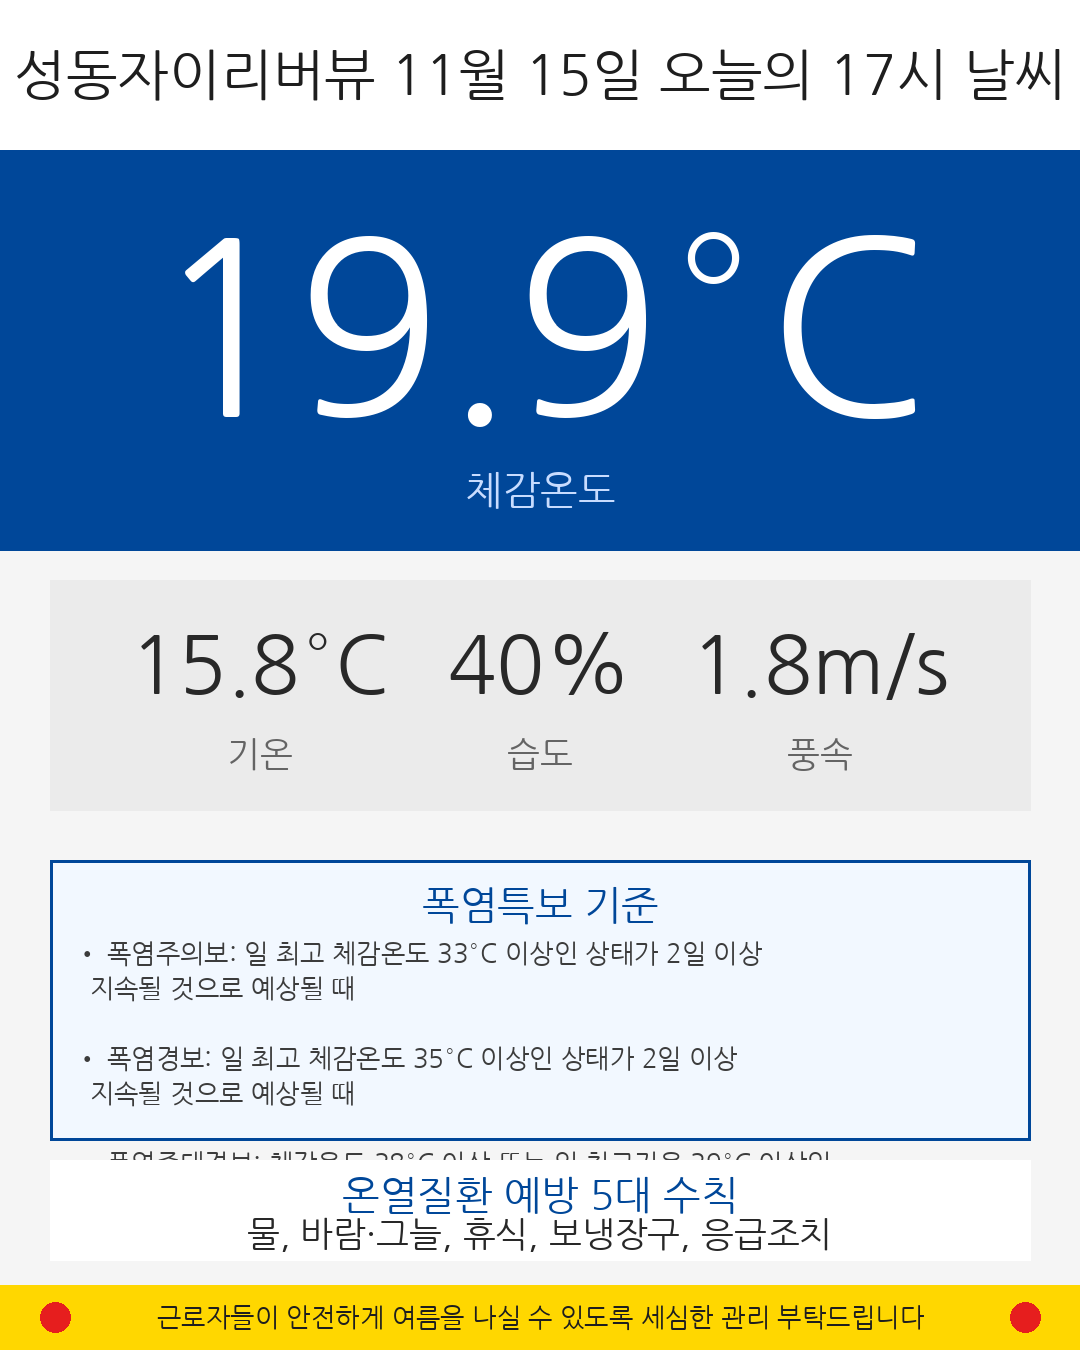 성동자이리버뷰 11월 15일 오늘의 17시 날씨
19.9°C
체감온도
15.8°C 40% 1.8m/s
기온 습도 풍속
폭염특보 기준
• 폭염주의보: 일 최고 체감온도 33°C 이상인 상태가 2일 이상
지속될 것으로 예상될 때
• 폭염경보: 일 최고 체감온도 35°C 이상인 상태가 2일 이상
지속될 것으로 예상될 때
온열질환 예방 5대 수칙
물, 바람·그늘, 휴식, 보냉장구, 응급조치
근로자들이 안전하게 여름을 나실 수 있도록 세심한 관리 부탁드립니다